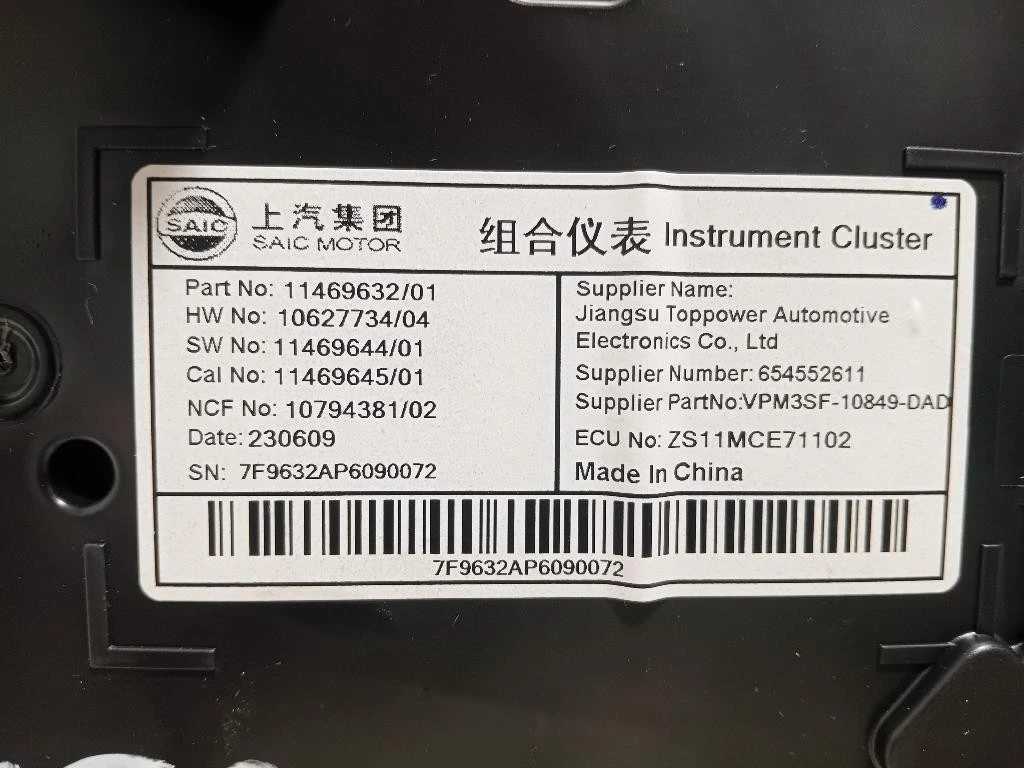 SAIC 上汽集团
SAIC MOTOR
组合仪表 Instrument Cluster
Part No: 11469632/01
HW No: 10627734/04
SW No: 11469644/01
Cal No: 11469645/01
NCF No: 10794381/02
Date: 230609
SN: 7F9632AP6090072
Supplier Name:
Jiangsu Toppower Automotive
Electronics Co., Ltd
Supplier Number: 654552611
Supplier PartNo:VPM3SF-10849-DAD
ECU No: ZS11MCE71102
Made In China
7F9632AP6090072